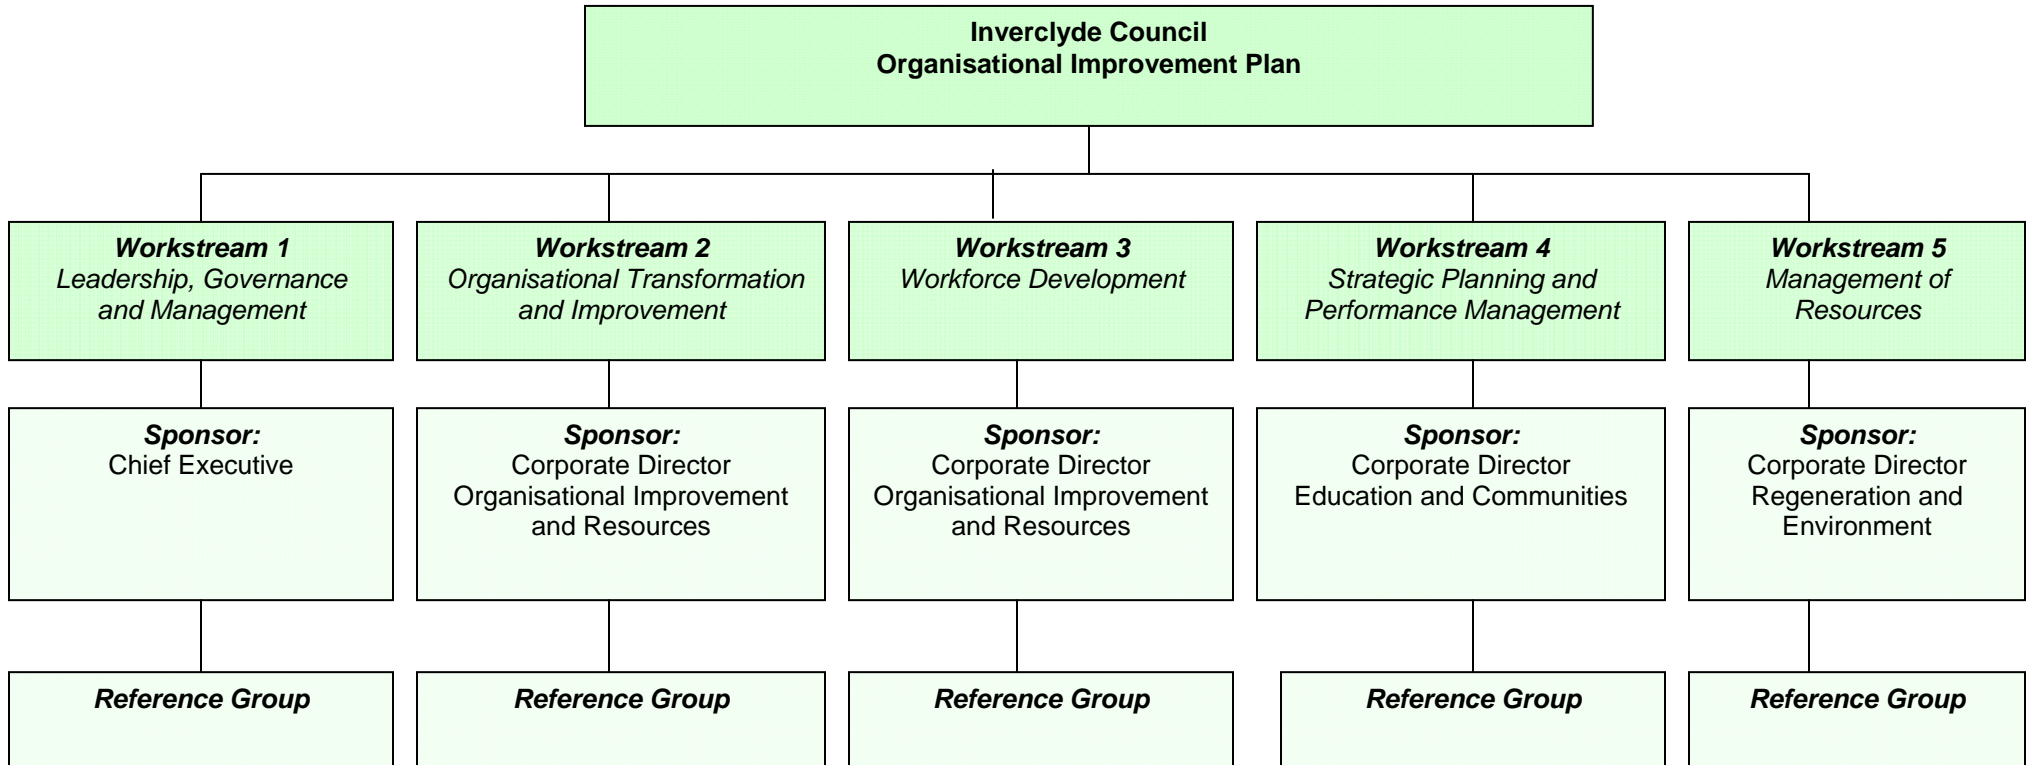 Inverclyde Council
Organisational Improvement Plan
Workstream 1
Leadership, Governance
and Management
Workstream 2
Organisational Transformation
and Improvement
Workstream 3
Workforce Development
Workstream 4
Strategic Planning and
Performance Management
Workstream 5
Management of
Resources
Sponsor:
Chief Executive
Sponsor:
Corporate Director
Organisational Improvement
and Resources
Sponsor:
Corporate Director
Organisational Improvement
and Resources
Sponsor:
Corporate Director
Education and Communities
Sponsor:
Corporate Director
Regeneration and
Environment
Reference Group
Reference Group
Reference Group
Reference Group
Reference Group